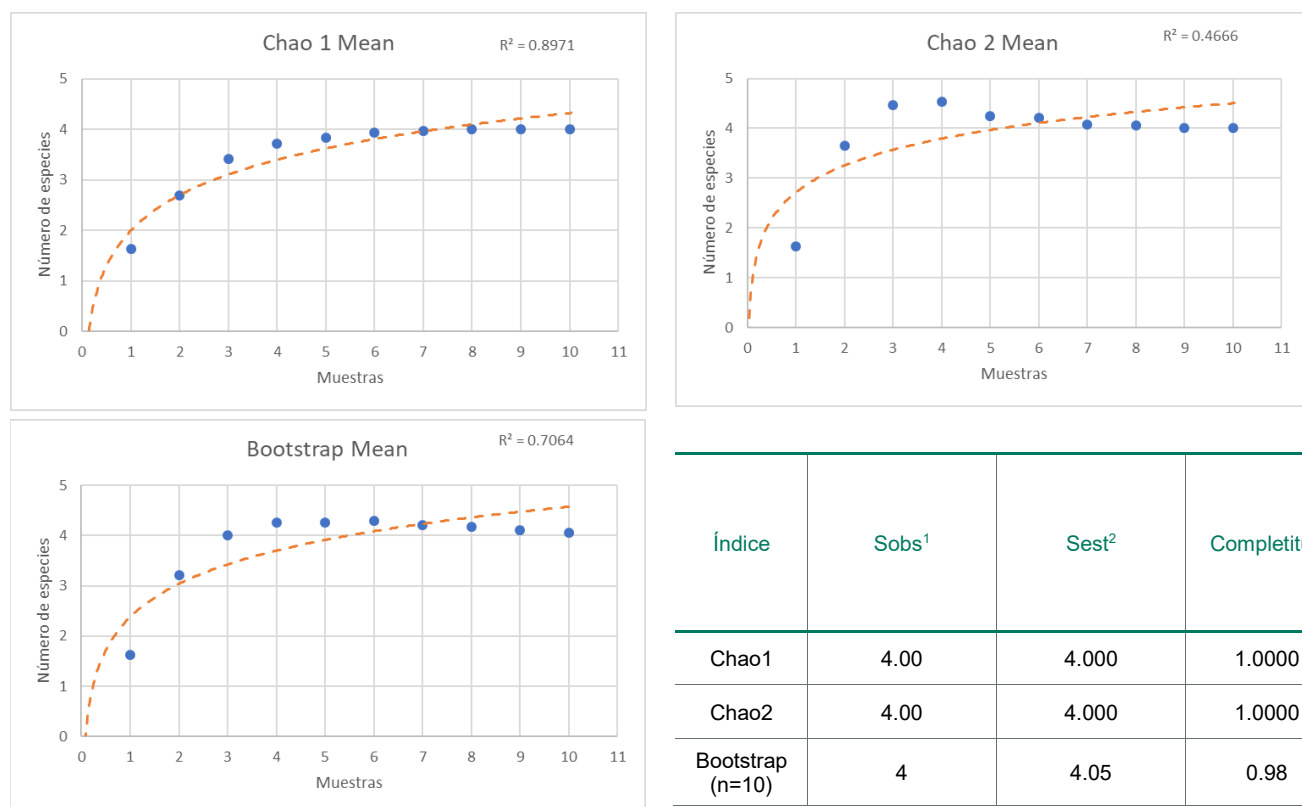 Chao 1 Mean
R² = 0.8971
Número de especies
5
4
3
2
1
0
0 1 2 3 4 5 6 7 8 9 10 11
Muestras
Chao 2 Mean
R² = 0.4666
Número de especies
5
4
3
2
1
0
0 1 2 3 4 5 6 7 8 9 10 11
Muestras
Bootstrap Mean
R² = 0.7064
Número de especies
5
4
3
2
1
0
0 1 2 3 4 5 6 7 8 9 10 11
Muestras
Índice Sobs¹ Sest² Completitu
Chao1 4.00 4.000 1.0000
Chao2 4.00 4.000 1.0000
Bootstrap
(n=10) 4 4.05 0.98